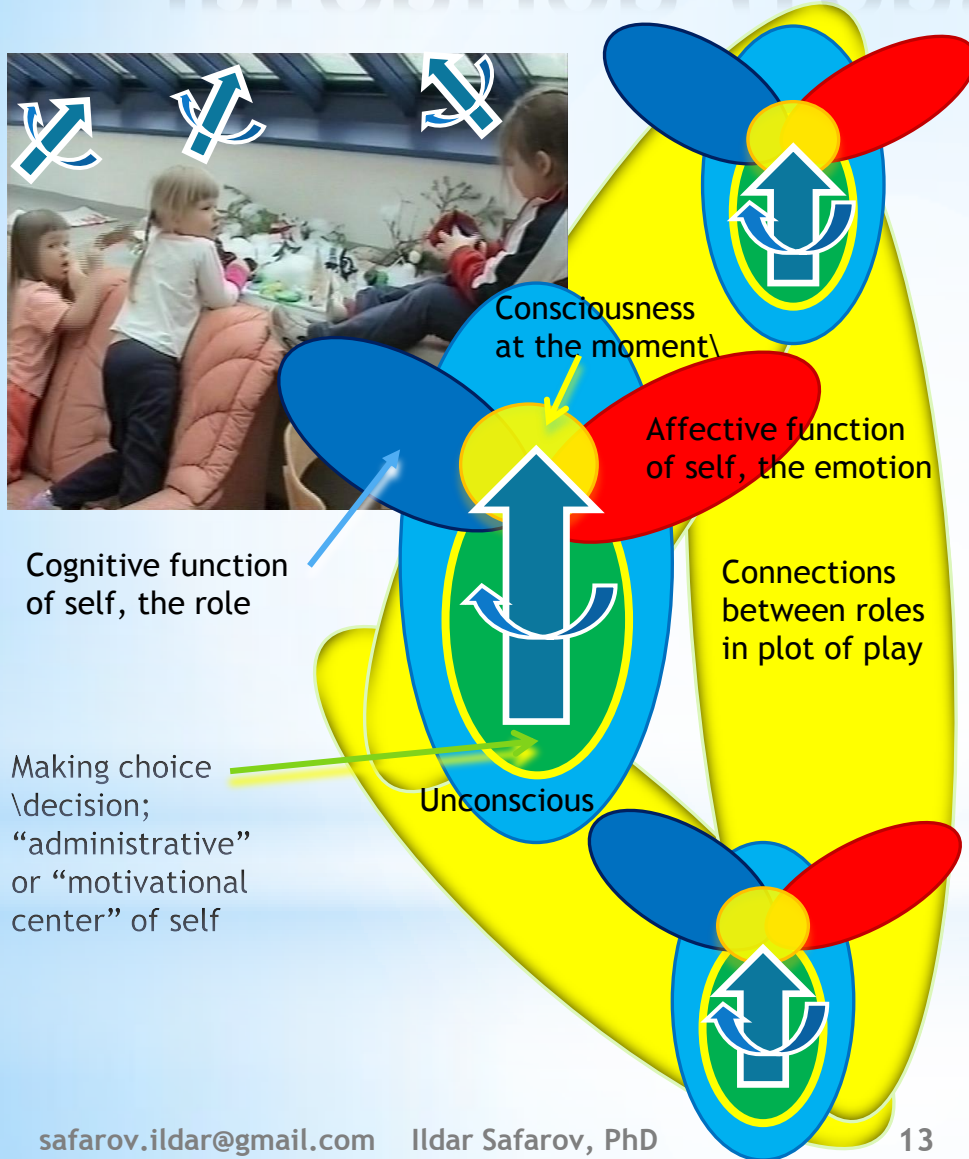 Consciousness
at the moment\
Affective function
of self, the emotion
Cognitive function
of self, the role
Connections
between roles
in plot of play
Making choice
\decision;
“administrative”
or “motivational
center” of self
Unconscious
safarov.ildar@gmail.com Ildar Safarov, PhD 13